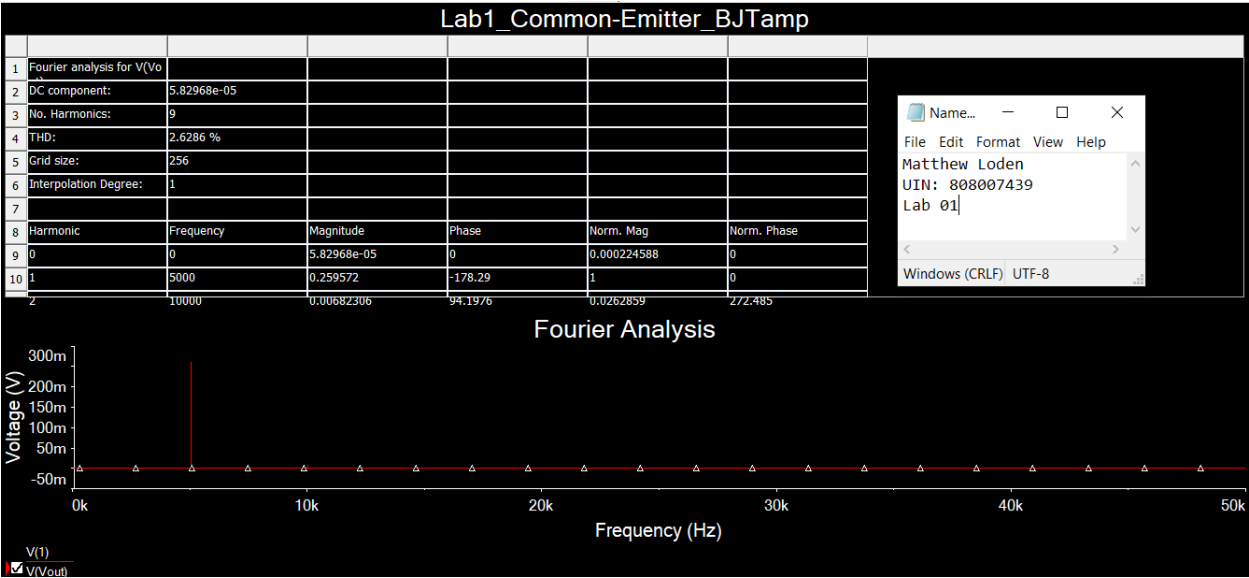 Lab1_Common-Emitter_BJTamp
1 Fourier analysis for V(Vo
2 DC component: 5.82968e-05
3 No. Harmonics: 9
4 THD: 2.6286 %
5 Grid size: 256
6 Interpolation Degree: 1
7
8 Harmonic Frequency Magnitude Phase Norm. Mag Norm. Phase
9 0 0 5.82968e-05 0 0.000224588 0
10 1 5000 0.259572 -178.29 1 0
2 10000 0.00682306 94.1976 0.0262859 272.485
Name...
File Edit Format View Help
Matthew Loden
UIN: 808007439
Lab 01
Windows (CRLF) UTF-8
Fourier Analysis
Voltage (V)
300m
200m
150m
100m
50m
-50m
0k 10k 20k 30k 40k 50k
Frequency (Hz)
V(1)
V(Vout)